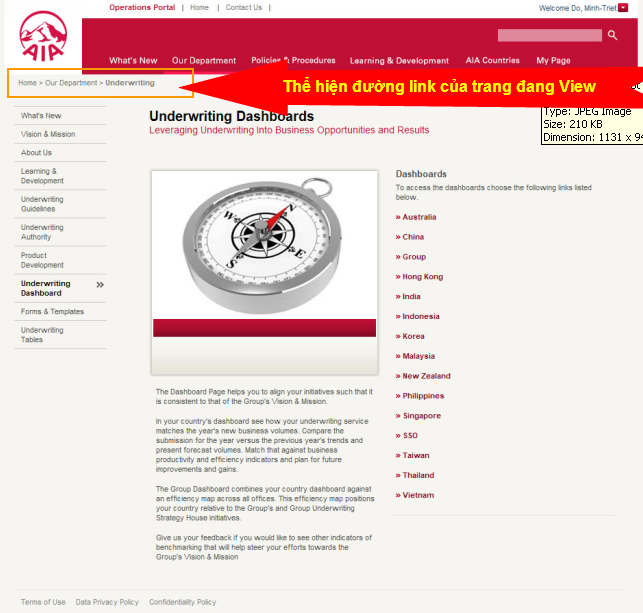 Operations Portal | Home | Contact Us |
Welcome Do, Minh-Triet
AIA
What's New Our Department Policies & Procedures Learning & Development AIA Countries My Page
Home > Our Department > Underwriting
Thể hiện đường link của trang đang View
Type: JPEG Image
Size: 210 KB
Dimension: 1131 x 94
What's New
Vision & Mission
About Us
Learning &
Development
Underwriting
Guidelines
Underwriting
Authority
Product
Development
Underwriting
Dashboard »
Forms & Templates
Underwriting
Tables
Underwriting Dashboards
Leveraging Underwriting Into Business Opportunities and Results
N
W
E
S
The Dashboard Page helps you to align your initiatives such that it
is consistent to that of the Group's Vision & Mission.
In your country's dashboard see how your underwriting service
matches the year's new business volumes. Compare the
submission for the year versus the previous year's trends and
present forecast volumes. Match that against business
productivity and efficiency indicators and plan for future
improvements and gains.
The Group Dashboard combines your country dashboard against
an efficiency map across all offices. This efficiency map positions
your country relative to the Group's and Group Underwriting
Strategy House initiatives.
Give us your feedback if you would like to see other indicators of
benchmarking that will help steer your efforts towards the
Group's Vision & Mission
Dashboards
To access the dashboards choose the following links listed
below.
» Australia
» China
» Group
» Hong Kong
» India
» Indonesia
» Korea
» Malaysia
» New Zealand
» Philippines
» Singapore
» SSO
» Taiwan
» Thailand
» Vietnam
Terms of Use Data Privacy Policy Confidentiality Policy